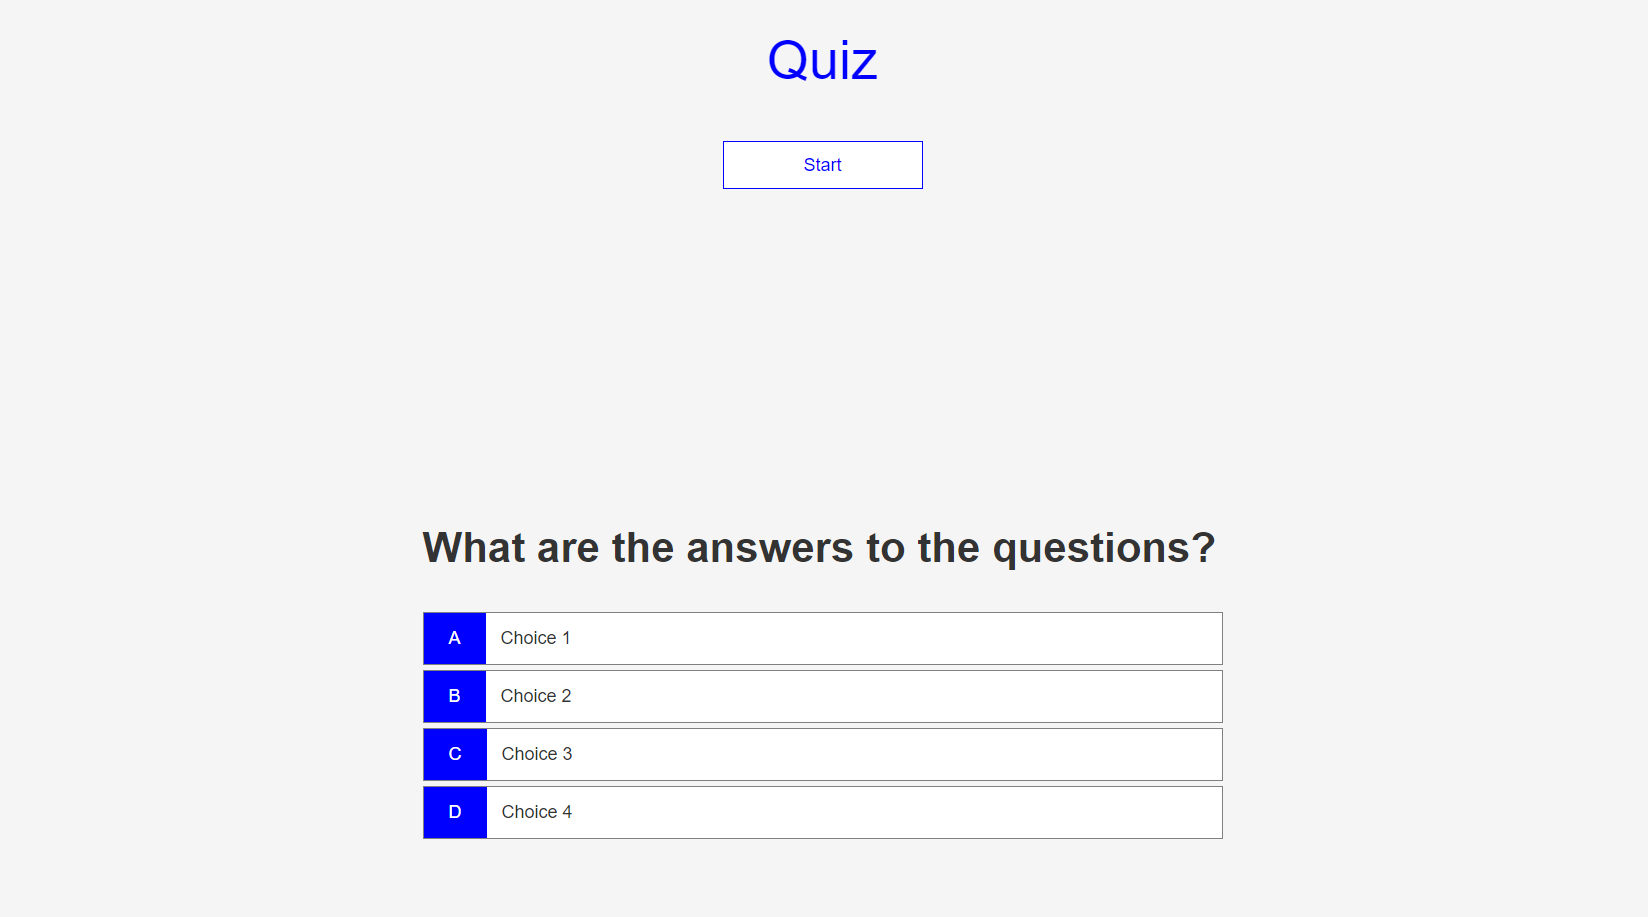 Quiz
Start
What are the answers to the questions?
A Choice 1
B Choice 2
C Choice 3
D Choice 4